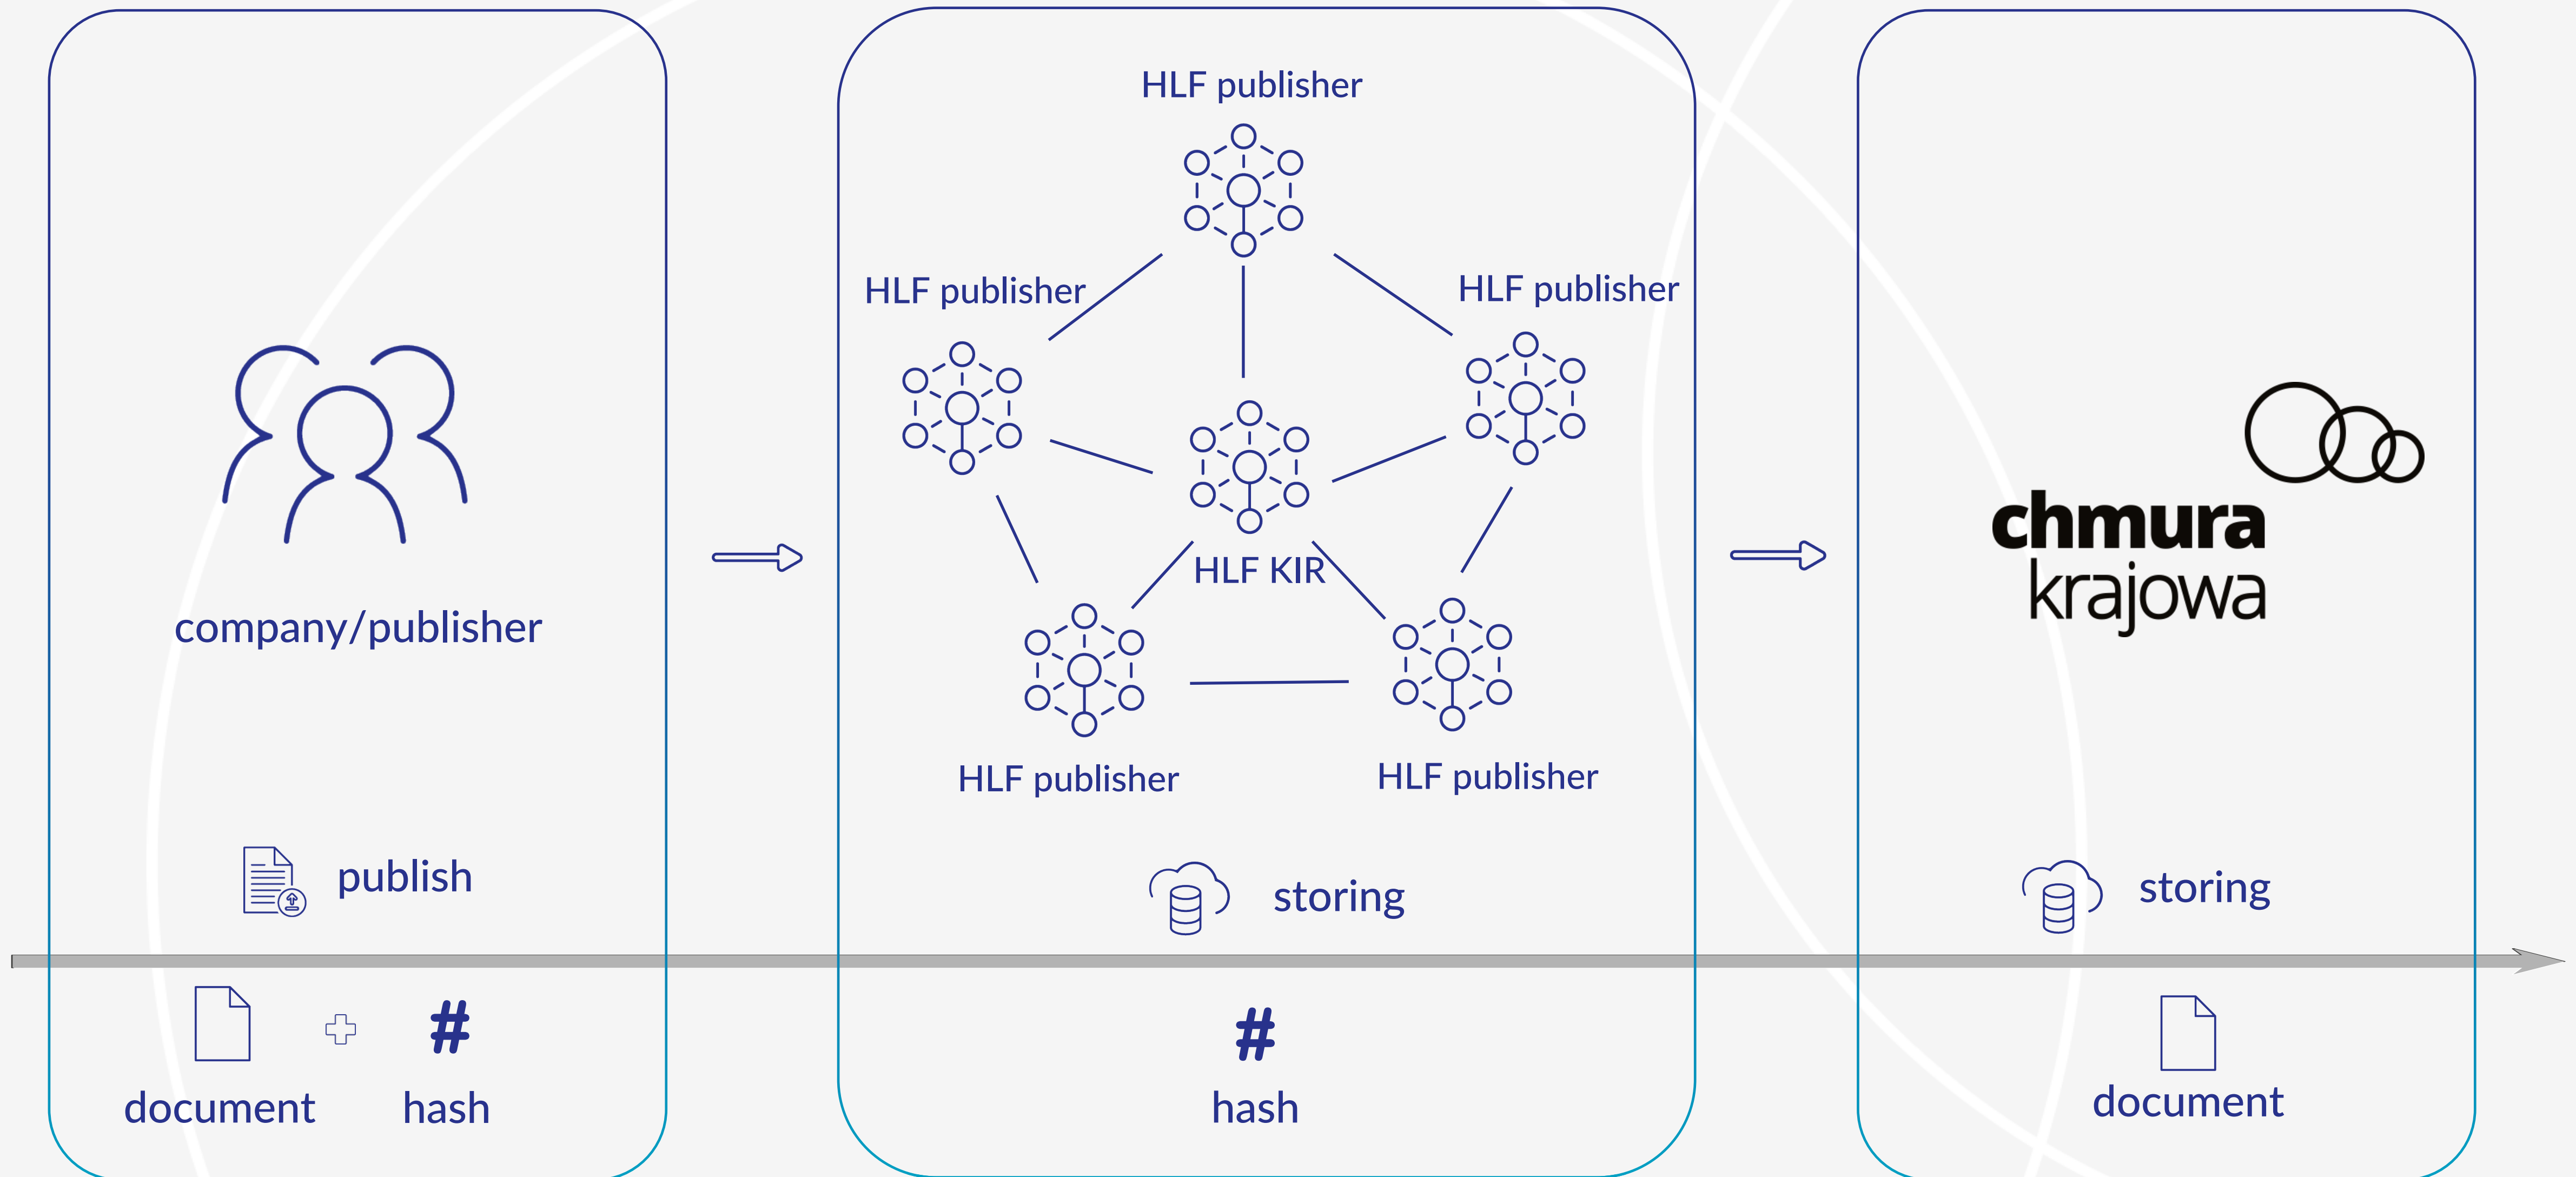 company/publisher
publish
document
#
hash
HLF publisher
HLF publisher
HLF publisher
HLF KIR
HLF publisher
HLF publisher
storing
#
hash
chmura
krajowa
storing
document